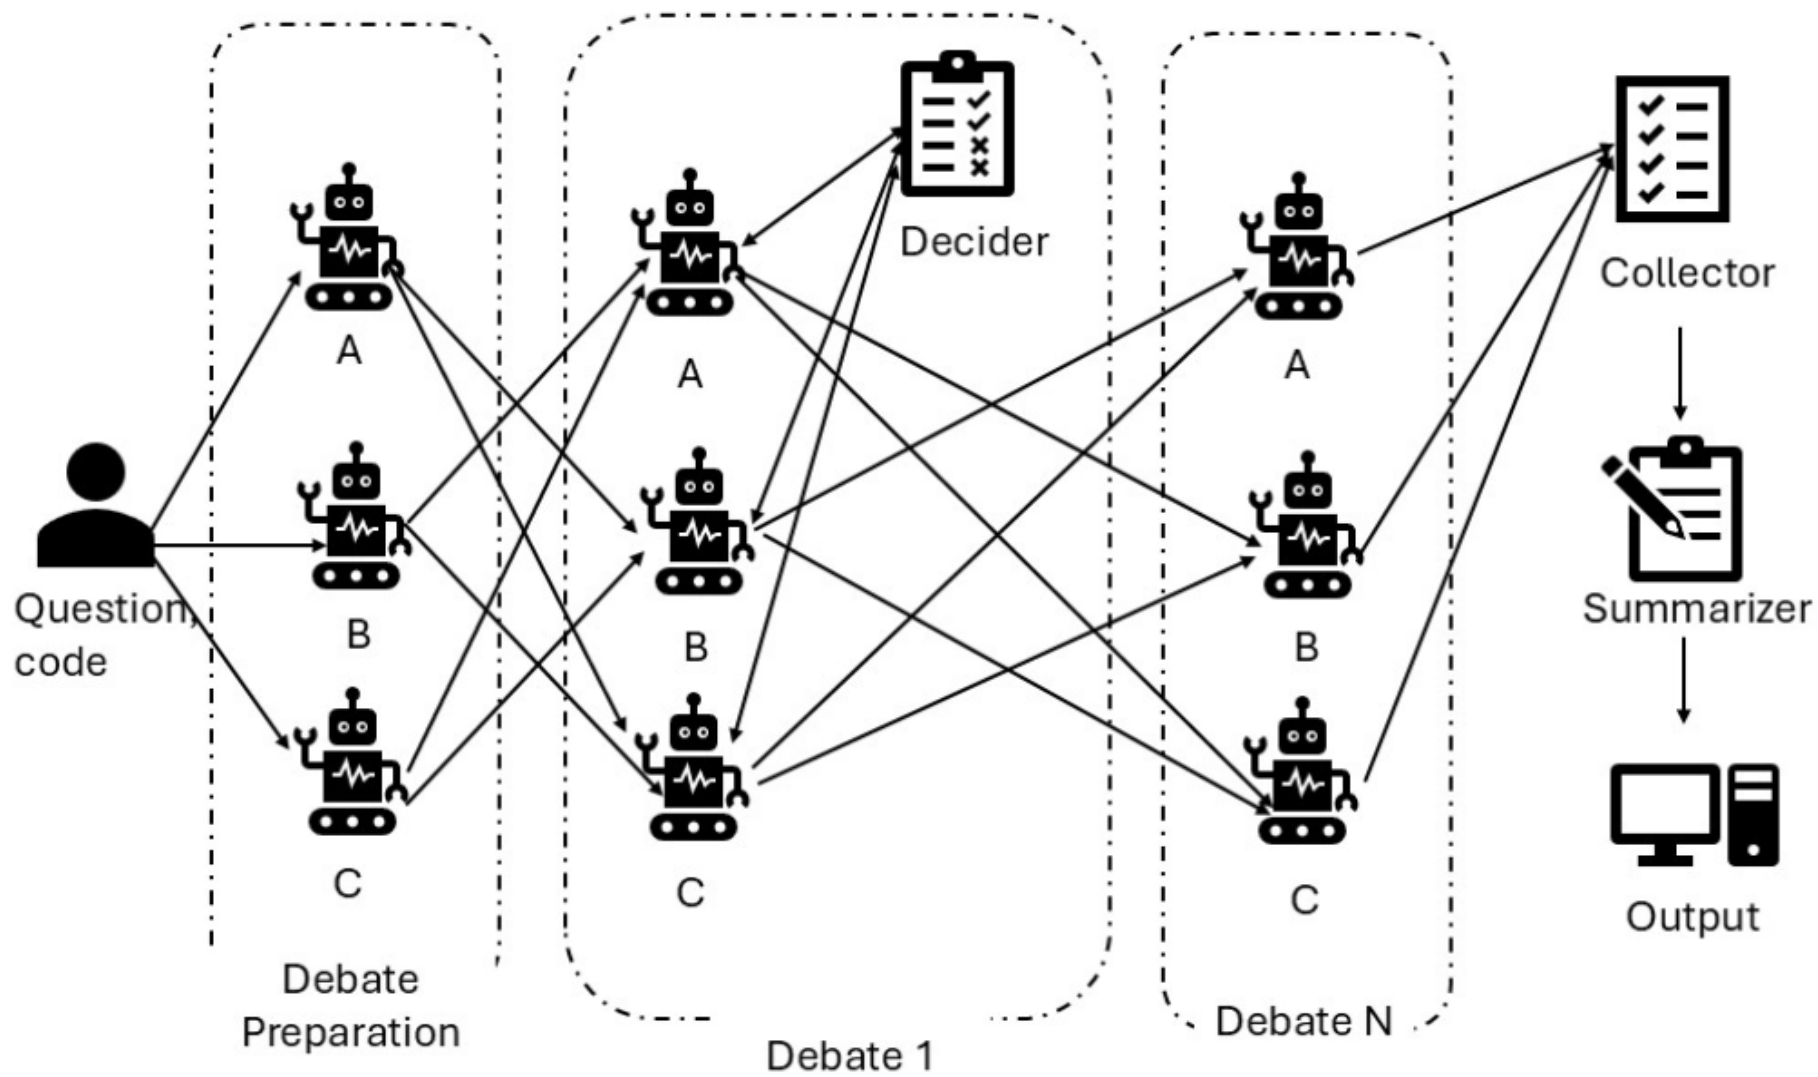 Question,
code
A
B
C
Debate
Preparation
Decider
A
B
C
Debate 1
A
B
C
Debate N
Collector
Summarizer
Output